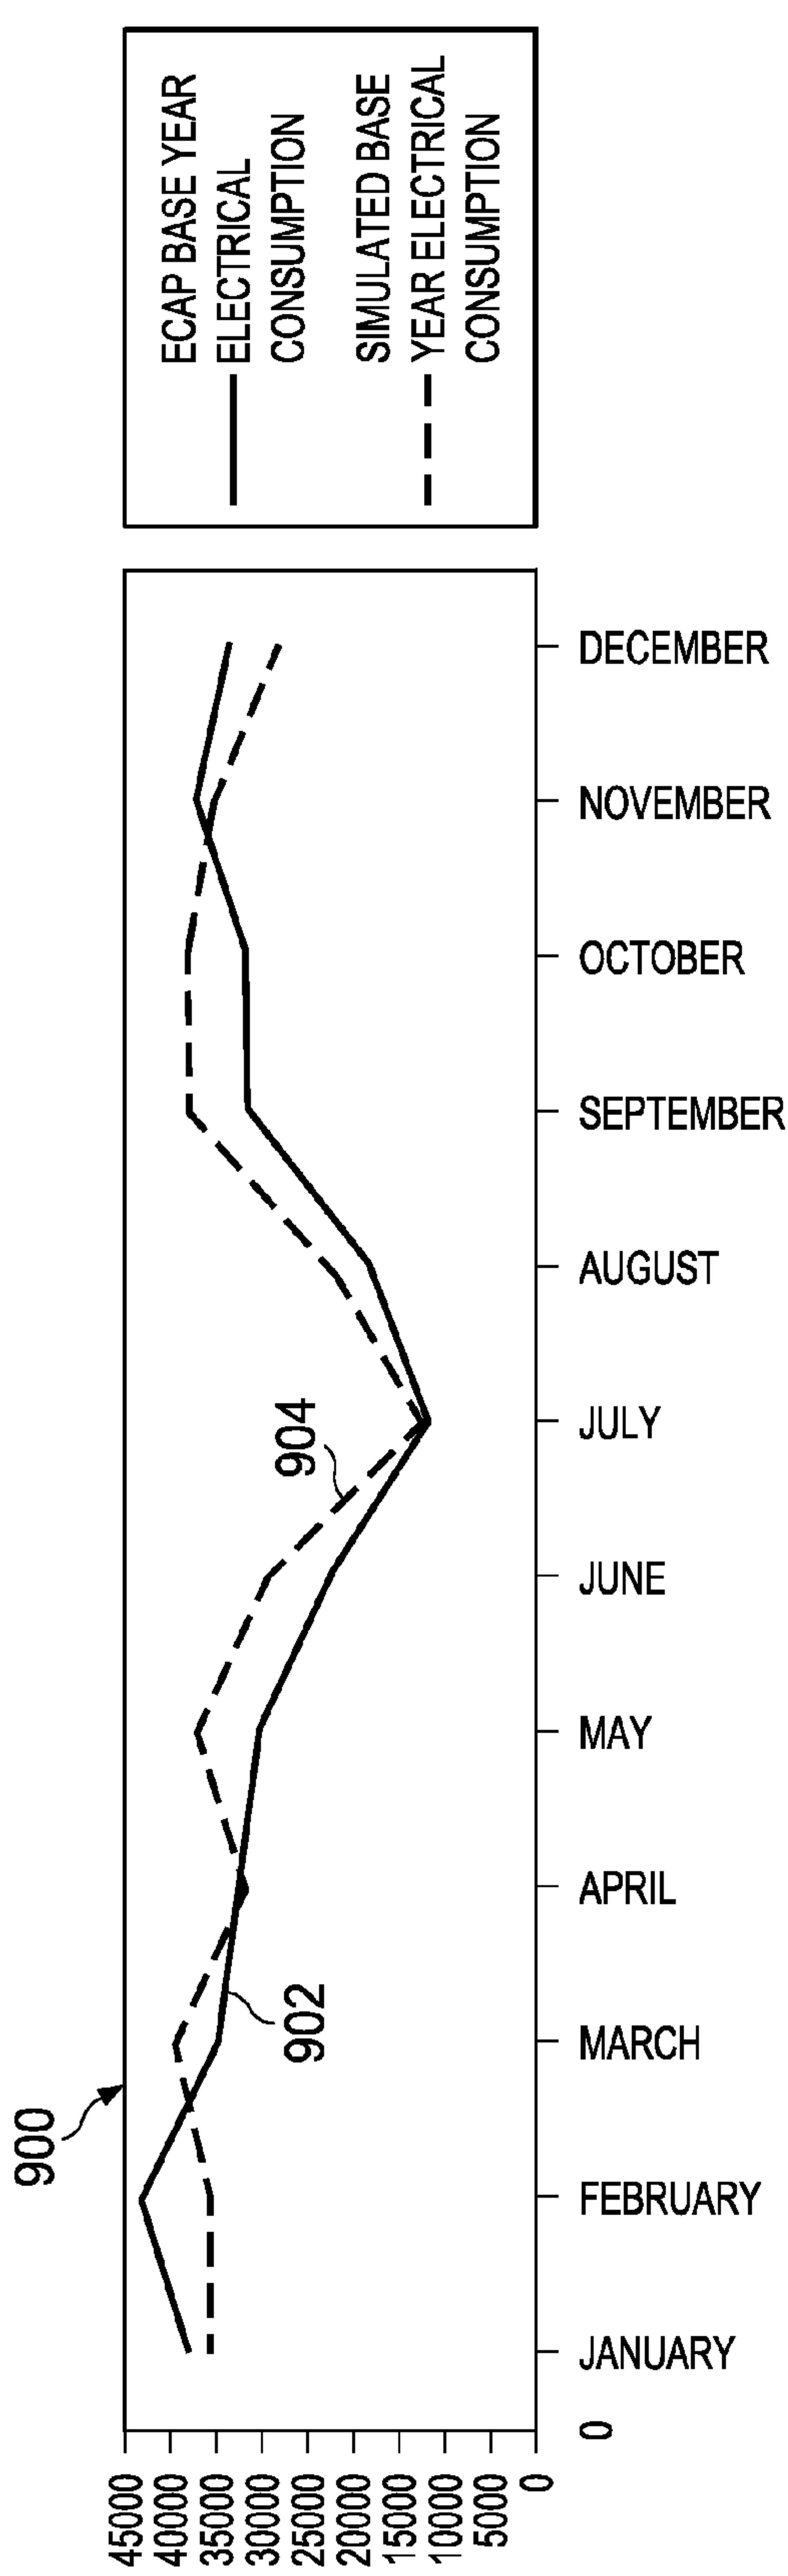 900
45000
40000
35000
30000
25000
20000
15000
10000
5000
0
0
JANUARY
FEBRUARY
MARCH
APRIL
MAY
JUNE
JULY
AUGUST
SEPTEMBER
OCTOBER
NOVEMBER
DECEMBER
902
904
ECAP BASE YEAR
ELECTRICAL
CONSUMPTION
SIMULATED BASE
YEAR ELECTRICAL
CONSUMPTION